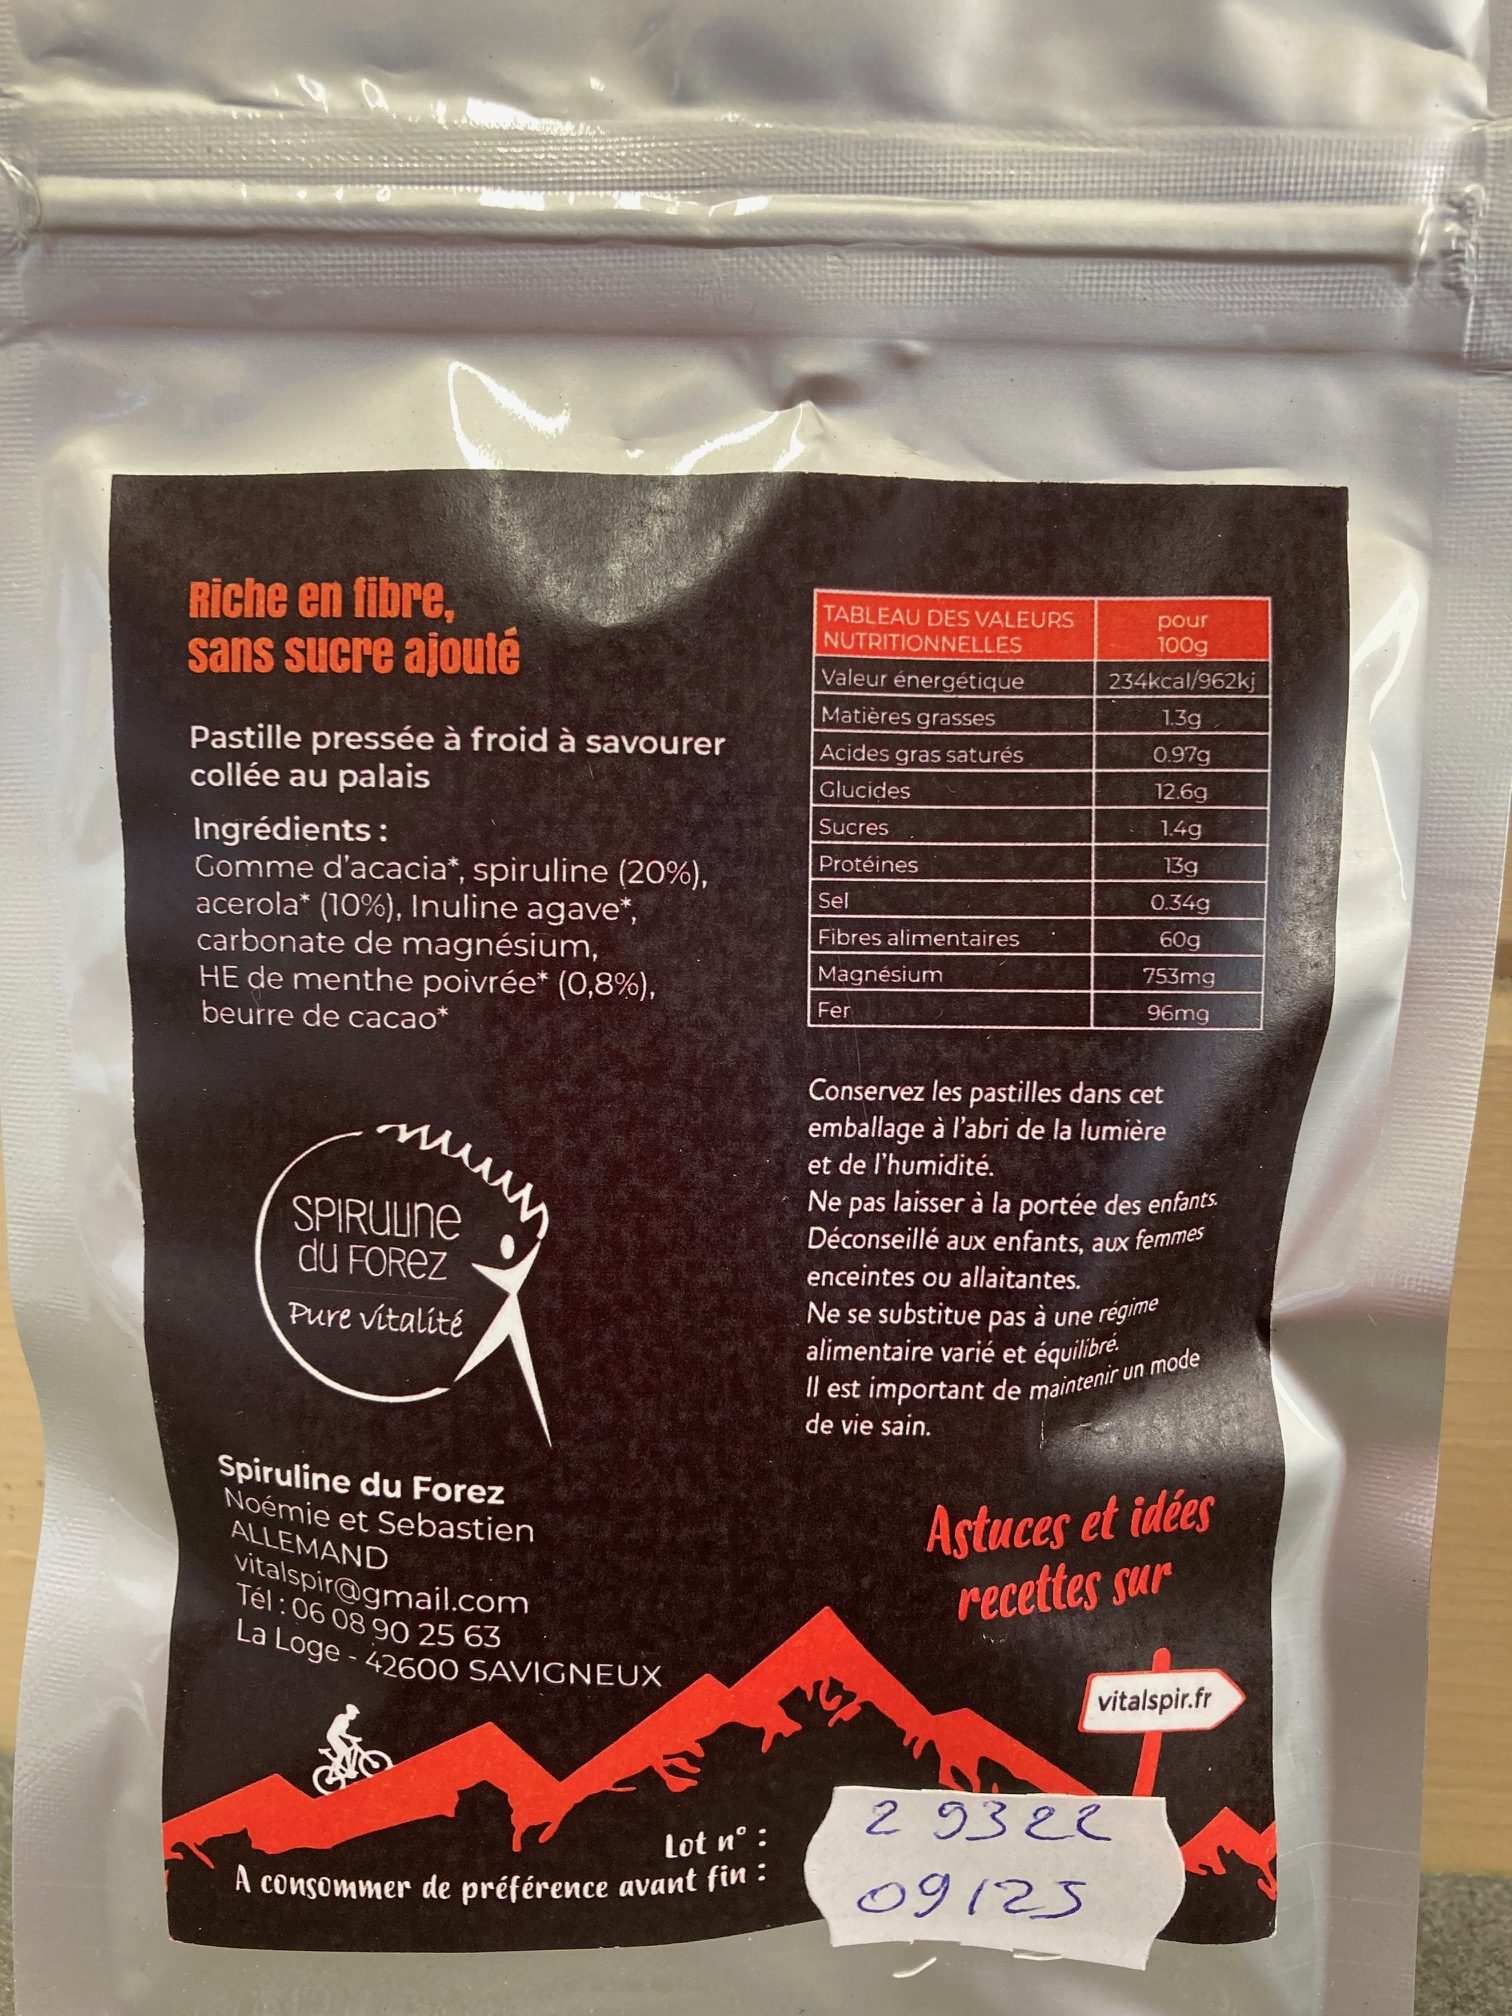 Riche en fibre,
sans sucre ajouté
Pastille pressée à froid à savourer
collée au palais
Ingrédients :
Gomme d'acacia*, spiruline (20%),
acerola* (10%), Inuline agave*,
carbonate de magnésium,
HE de menthe poivrée* (0,8%),
beurre de cacao*
SPIRULINE
DU FOREZ
Pure vitalité
Spiruline du Forez
Noémie et Sebastien
ALLEMAND
vitalspir@gmail.com
Tél : 06 08 90 25 63
La Loge - 42600 SAVIGNEUX
TABLEAU DES VALEURS
NUTRITIONNELLES
pour
100g
Valeur énergétique 234kcal/962kj
Matières grasses 1.3g
Acides gras saturés 0.97g
Glucides 12.6g
Sucres 1.4g
Protéines 13g
Sel 0.34g
Fibres alimentaires 60g
Magnésium 753mg
Fer 96mg
Conservez les pastilles dans cet
emballage à l'abri de la lumière
et de l'humidité.
Ne pas laisser à la portée des enfants.
Déconseillé aux enfants, aux femmes
enceintes ou allaitantes.
Ne se substitue pas à une régime
alimentaire varié et équilibré.
Il est important de maintenir un mode
de vie sain.
Astuces et idées
recettes sur
vitalspir.fr
Lot n° : 29322
A consommer de préférence avant fin : 09/25